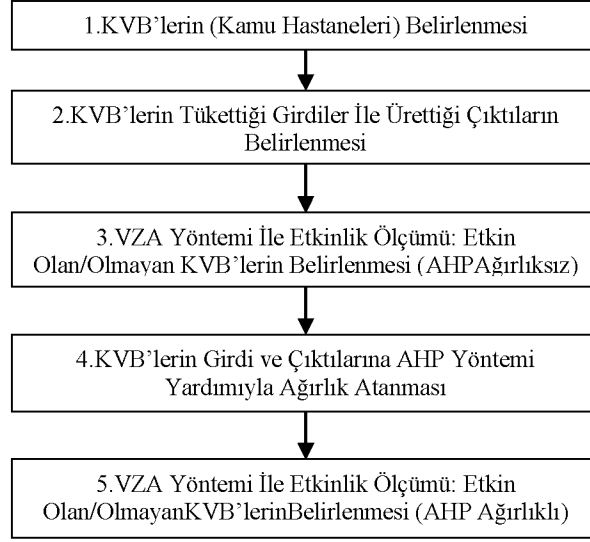 1.KVB’lerin (Kamu Hastaneleri) Belirlenmesi
2.KVB’lerin Tükettiği Girdiler İle Ürettiği Çıktıların
Belirlenmesi
3.VZA Yöntemi İle Etkinlik Ölçümü: Etkin
Olan/Olmayan KVB’lerin Belirlenmesi (AHPAğırlıksız)
4.KVB’lerin Girdi ve Çıktılarına AHP Yöntemi
Yardımıyla Ağırlık Atanması
5.VZA Yöntemi İle Etkinlik Ölçümü: Etkin
Olan/OlmayanKVB’lerinBelirlenmesi (AHP Ağırlıklı)